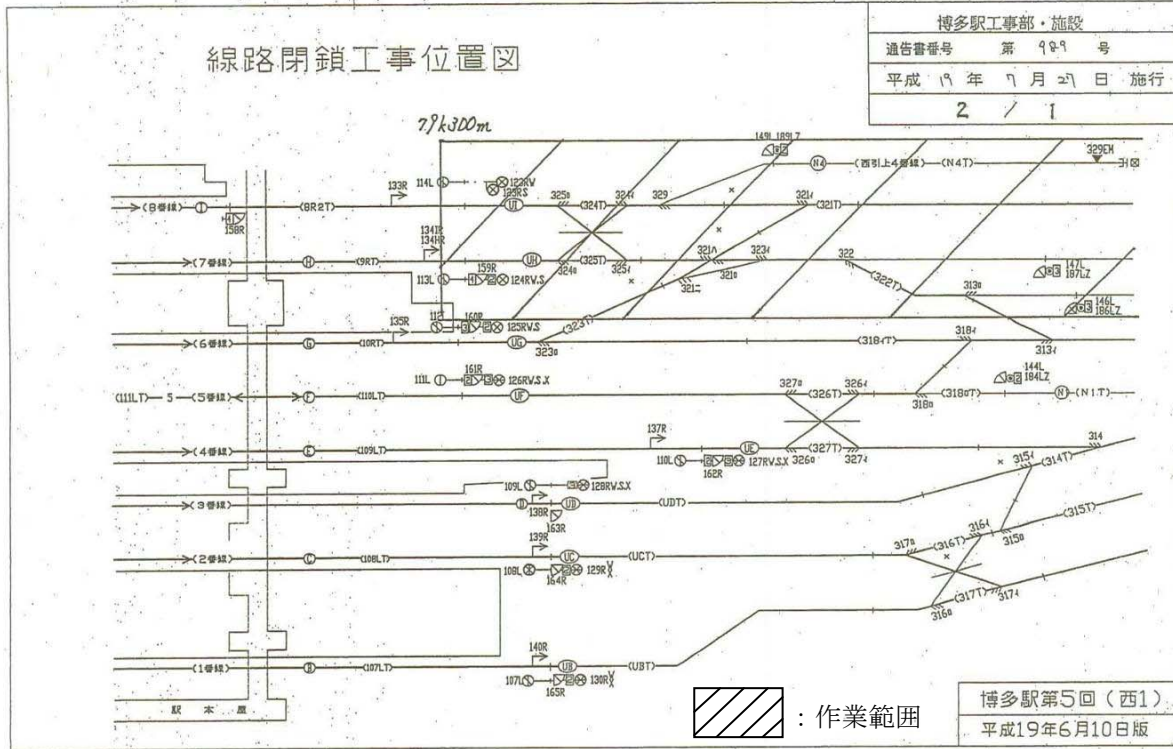 線路閉鎖工事位置図
博多駅工事部・施設
通告書番号 第 989 号
平成 19 年 7 月 27 日 施行
2 / 1
79k300m
149L 189LZ
N4
(西引上4番線)
(N4T)
329EM
114L
123RW
123RS
133R
(8番線)
I
(8R2T)
158R
UI
325ロ
(324T)
324イ
329
321イ
(321T)
134IR
134HR
(7番線)
H
(9RT)
UH
324ロ
(325T)
325イ
321ハ
321ロ
323イ
322
(322T)
147L
187LZ
159R
113L
124RW.S
321ニ
313ロ
146L
186LZ
(323T)
112
160R
125RW.S
135R
(6番線)
G
(10RT)
UG
323ロ
(318イT)
318イ
313イ
161R
111L
126RW.S.X
144L
184LZ
(111LT)
5
(5番線)
F
(110LT)
UF
327ロ
(326T)
326イ
318ロ
(318ロT)
N1
(N1T)
137R
(4番線)
E
(109LT)
UE
326ロ
(327T)
327イ
314
110L
162R
127RW.S.X
315イ
(314T)
109L
128RW.S.X
(3番線)
D
138R
163R
UD
(UDT)
(315T)
139R
(2番線)
C
(108LT)
UC
(UCT)
317ロ
(316T)
316イ
315ロ
108L
164R
129R
(317T)
317イ
316ロ
140R
(1番線)
B
(107LT)
UB
(UBT)
107L
165R
130R
駅本屋
: 作業範囲
博多駅第5回(西1)
平成19年6月10日版